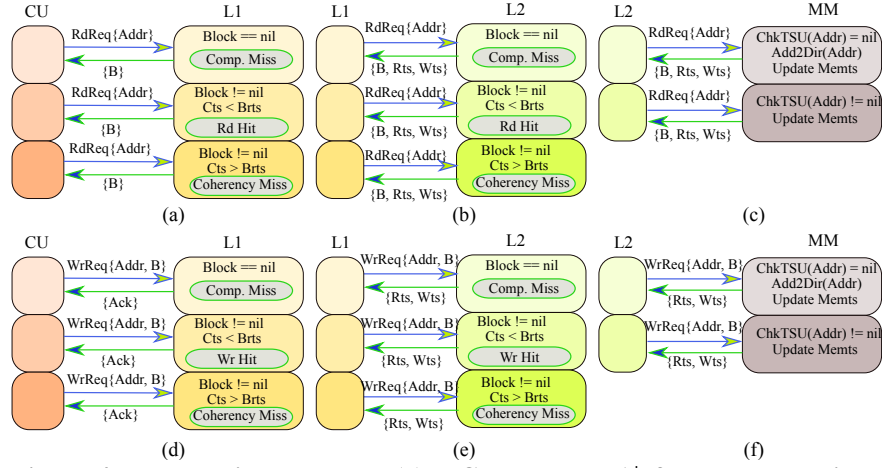 CU
L1
RdReq{Addr}
{B}
Block == nil
Comp. Miss
RdReq{Addr}
{B}
Block != nil
Cts < Brts
Rd Hit
RdReq{Addr}
{B}
Block != nil
Cts > Brts
Coherency Miss
(a)
L1
L2
RdReq{Addr}
{B, Rts, Wts}
Block == nil
Comp. Miss
RdReq{Addr}
{B, Rts, Wts}
Block != nil
Cts < Brts
Rd Hit
RdReq{Addr}
{B, Rts, Wts}
Block != nil
Cts > Brts
Coherency Miss
(b)
L2
MM
RdReq{Addr}
{B, Rts, Wts}
ChkTSU(Addr) = nil
Add2Dir(Addr)
Update Memts
RdReq{Addr}
{B, Rts, Wts}
ChkTSU(Addr) != nil
Update Memts
(c)
CU
L1
WrReq{Addr, B}
{Ack}
Block == nil
Comp. Miss
WrReq{Addr, B}
{Ack}
Block != nil
Cts < Brts
Wr Hit
WrReq{Addr, B}
{Ack}
Block != nil
Cts > Brts
Coherency Miss
(d)
L1
L2
WrReq{Addr, B}
{Rts, Wts}
Block == nil
Comp. Miss
WrReq{Addr, B}
{Rts, Wts}
Block != nil
Cts < Brts
Wr Hit
WrReq{Addr, B}
{Rts, Wts}
Block != nil
Cts > Brts
Coherency Miss
(e)
L2
MM
WrReq{Addr, B}
{Rts, Wts}
ChkTSU(Addr) = nil
Add2Dir(Addr)
Update Memts
WrReq{Addr, B}
{Rts, Wts}
ChkTSU(Addr) != nil
Update Memts
(f)